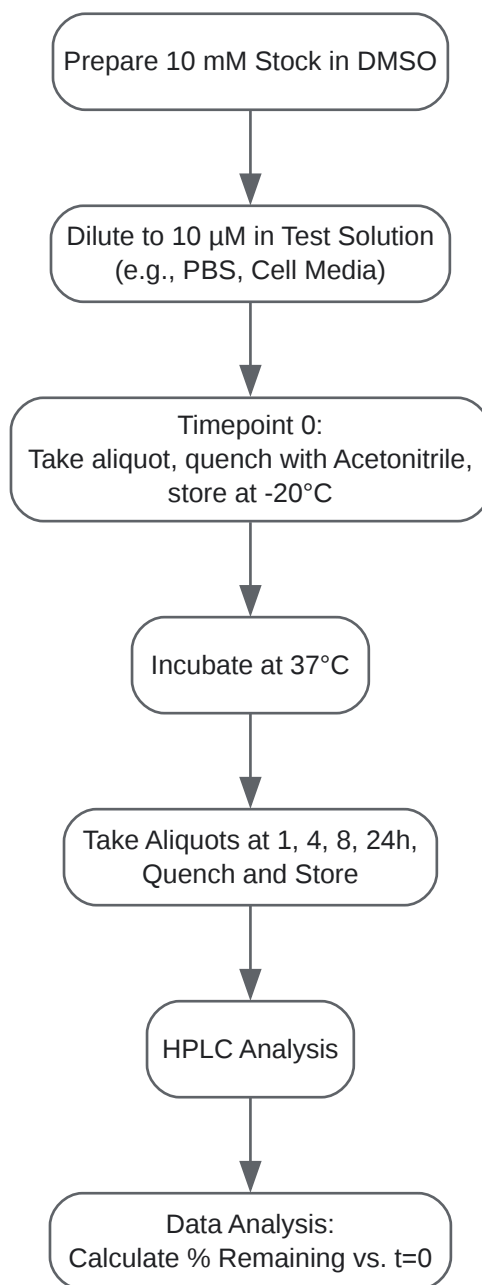 Prepare 10 mM Stock in DMSO
Dilute to 10 µM in Test Solution
(e.g., PBS, Cell Media)
Timepoint 0:
Take aliquot, quench with Acetonitrile,
store at -20°C
Incubate at 37°C
Take Aliquots at 1, 4, 8, 24h,
Quench and Store
HPLC Analysis
Data Analysis:
Calculate % Remaining vs. t=0